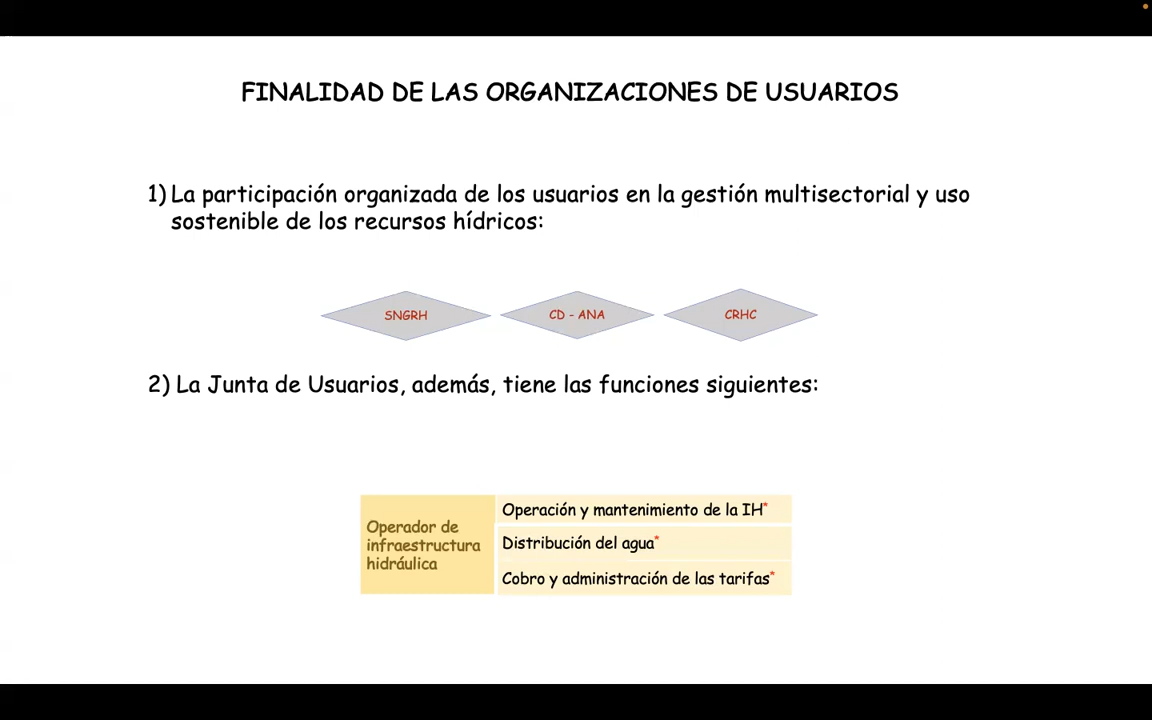 FINALIDAD DE LAS ORGANIZACIONES DE USUARIOS
1) La participación organizada de los usuarios en la gestión multisectorial y uso
sostenible de los recursos hídricos:
SNGRH CD - ANA CRHC
2) La Junta de Usuarios, además, tiene las funciones siguientes:
Operador de
infraestructura
hidráulica
Operación y mantenimiento de la IH*
Distribución del agua*
Cobro y administración de las tarifas*